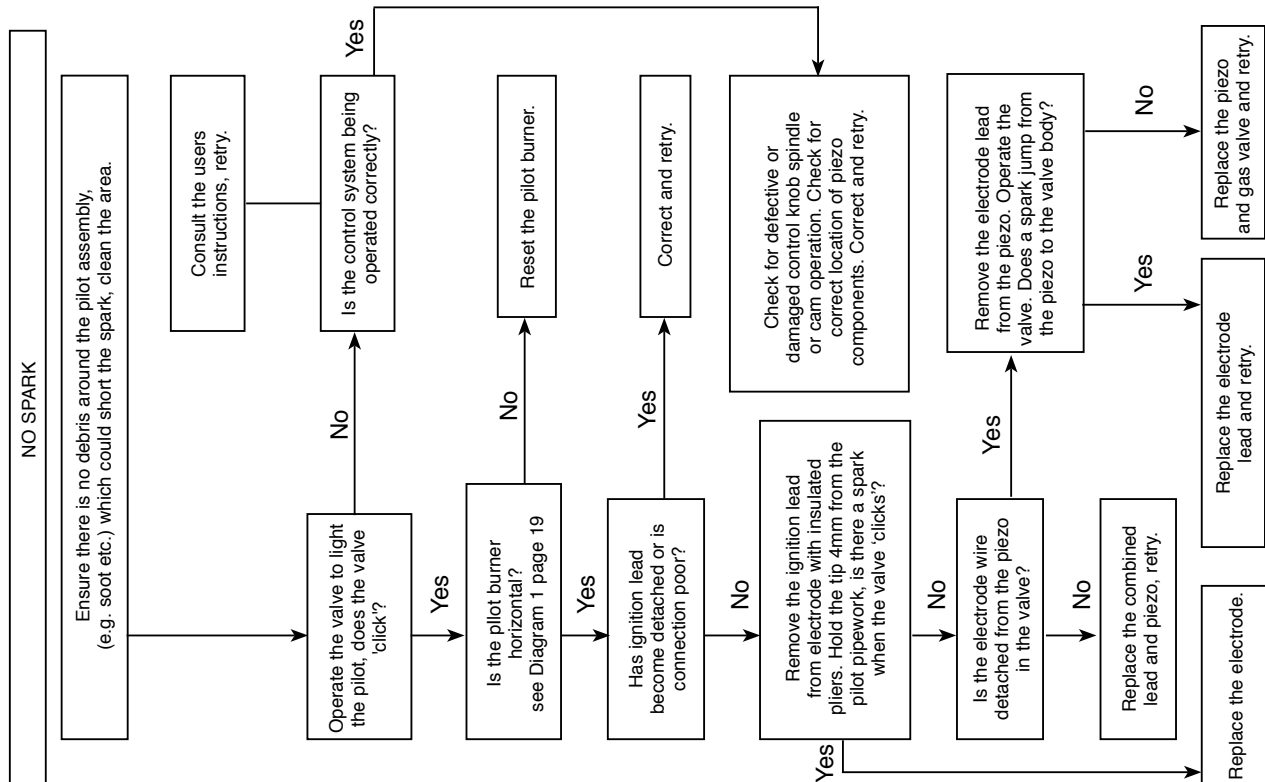 NO SPARK
Ensure there is no debris around the pilot assembly,
(e.g. soot etc.) which could short the spark, clean the area.
Operate the valve to light
the pilot, does the valve
'click'?
No
Is the control system being
operated correctly?
Consult the users
instructions, retry.
Yes
Yes
Is the pilot burner
horizontal?
see Diagram 1 page 19
No
Reset the pilot burner.
Yes
Has ignition lead
become detached or is
connection poor?
Yes
Correct and retry.
No
Remove the ignition lead
from electrode with insulated
pliers. Hold the tip 4mm from the
pilot pipework, is there a spark
when the valve ‘clicks’?
Check for defective or
damaged control knob spindle
or cam operation. Check for
correct location of piezo
components. Correct and retry.
Yes
No
Is the electrode wire
detached from the piezo
in the valve?
Yes
Remove the electrode lead
from the piezo. Operate the
valve. Does a spark jump from
the piezo to the valve body?
No
Replace the combined
lead and piezo, retry.
Yes
No
Replace the electrode.
Replace the electrode
lead and retry.
Replace the piezo
and gas valve and retry.